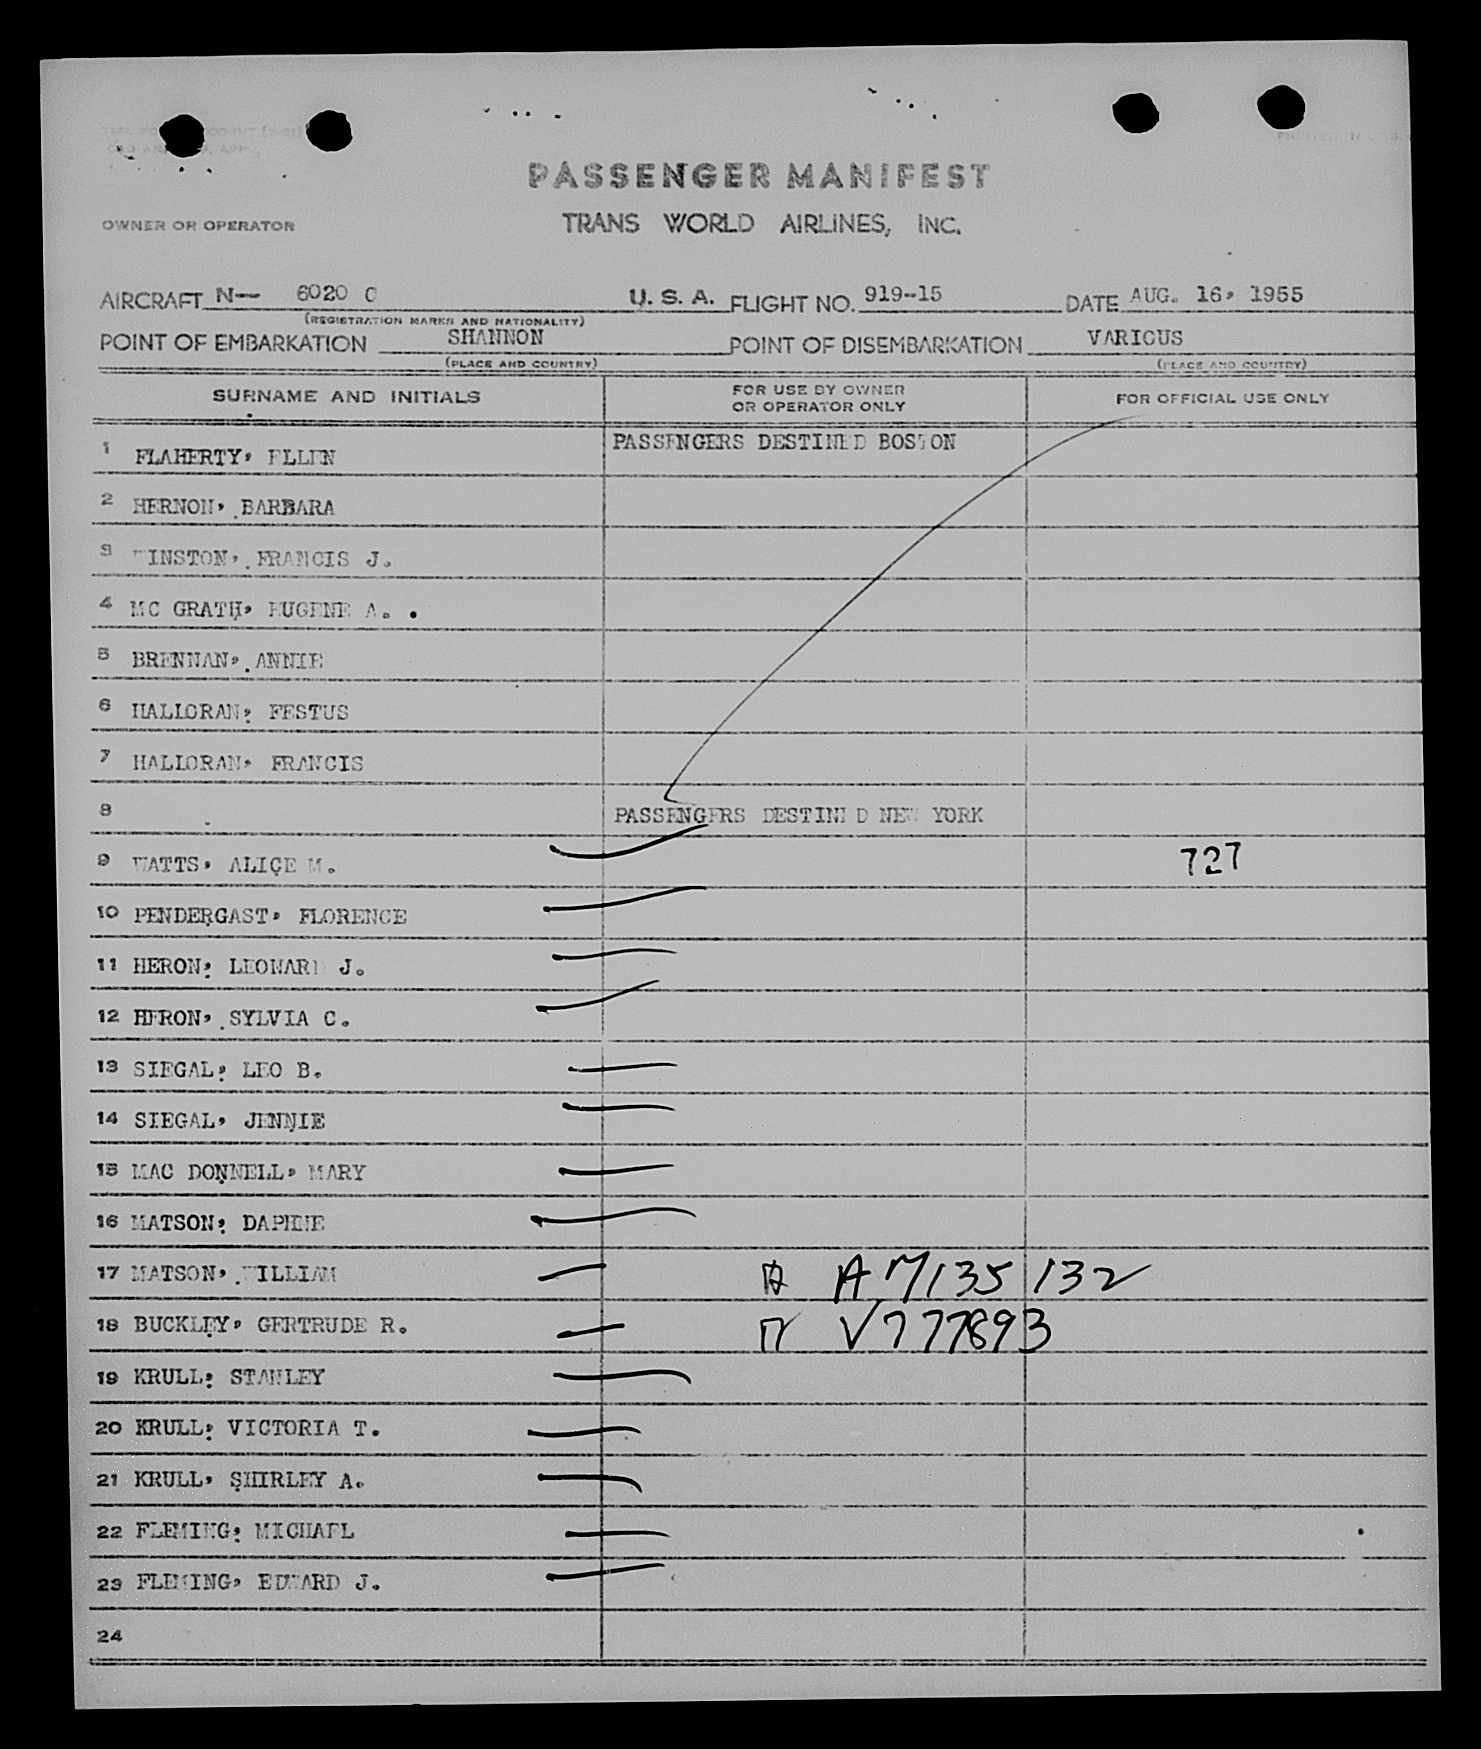 PASSENGER MANIFEST
OWNER OR OPERATOR
TRANS WORLD AIRLINES, INC.
AIRCRAFT N— 6020 C U. S. A. FLIGHT NO. 919-15 DATE AUG. 16, 1955
(REGISTRATION MARKS AND NATIONALITY)
POINT OF EMBARKATION SHANNON POINT OF DISEMBARKATION VARIOUS
(PLACE AND COUNTRY) (PLACE AND COUNTRY)
SURNAME AND INITIALS FOR USE BY OWNER OR OPERATOR ONLY FOR OFFICIAL USE ONLY
1 FLAHERTY, ELLEN PASSENGERS DESTINED BOSTON
2 HERNON, BARBARA
3 WINSTON, FRANCIS J.
4 MC GRATH, EUGENE A.
5 BRENNAN, ANNIE
6 HALLORAN, FESTUS
7 HALLORAN, FRANCIS
8 PASSENGERS DESTINED NEW YORK
9 WATTS, ALICE M. 727
10 PENDERGAST, FLORENCE
11 HERON, LEONARD J.
12 HERON, SYLVIA C.
13 SIEGAL, LEO B.
14 SIEGAL, JENNIE
15 MAC DONNELL, MARY
16 MATSON, DAPHNE
17 MATSON, WILLIAM A M135132
18 BUCKLEY, GERTRUDE R. V777893
19 KRULL, STANLEY
20 KRULL, VICTORIA T.
21 KRULL, SHIRLEY A.
22 FLEMING, MICHAEL
23 FLEMING, EDWARD J.
24